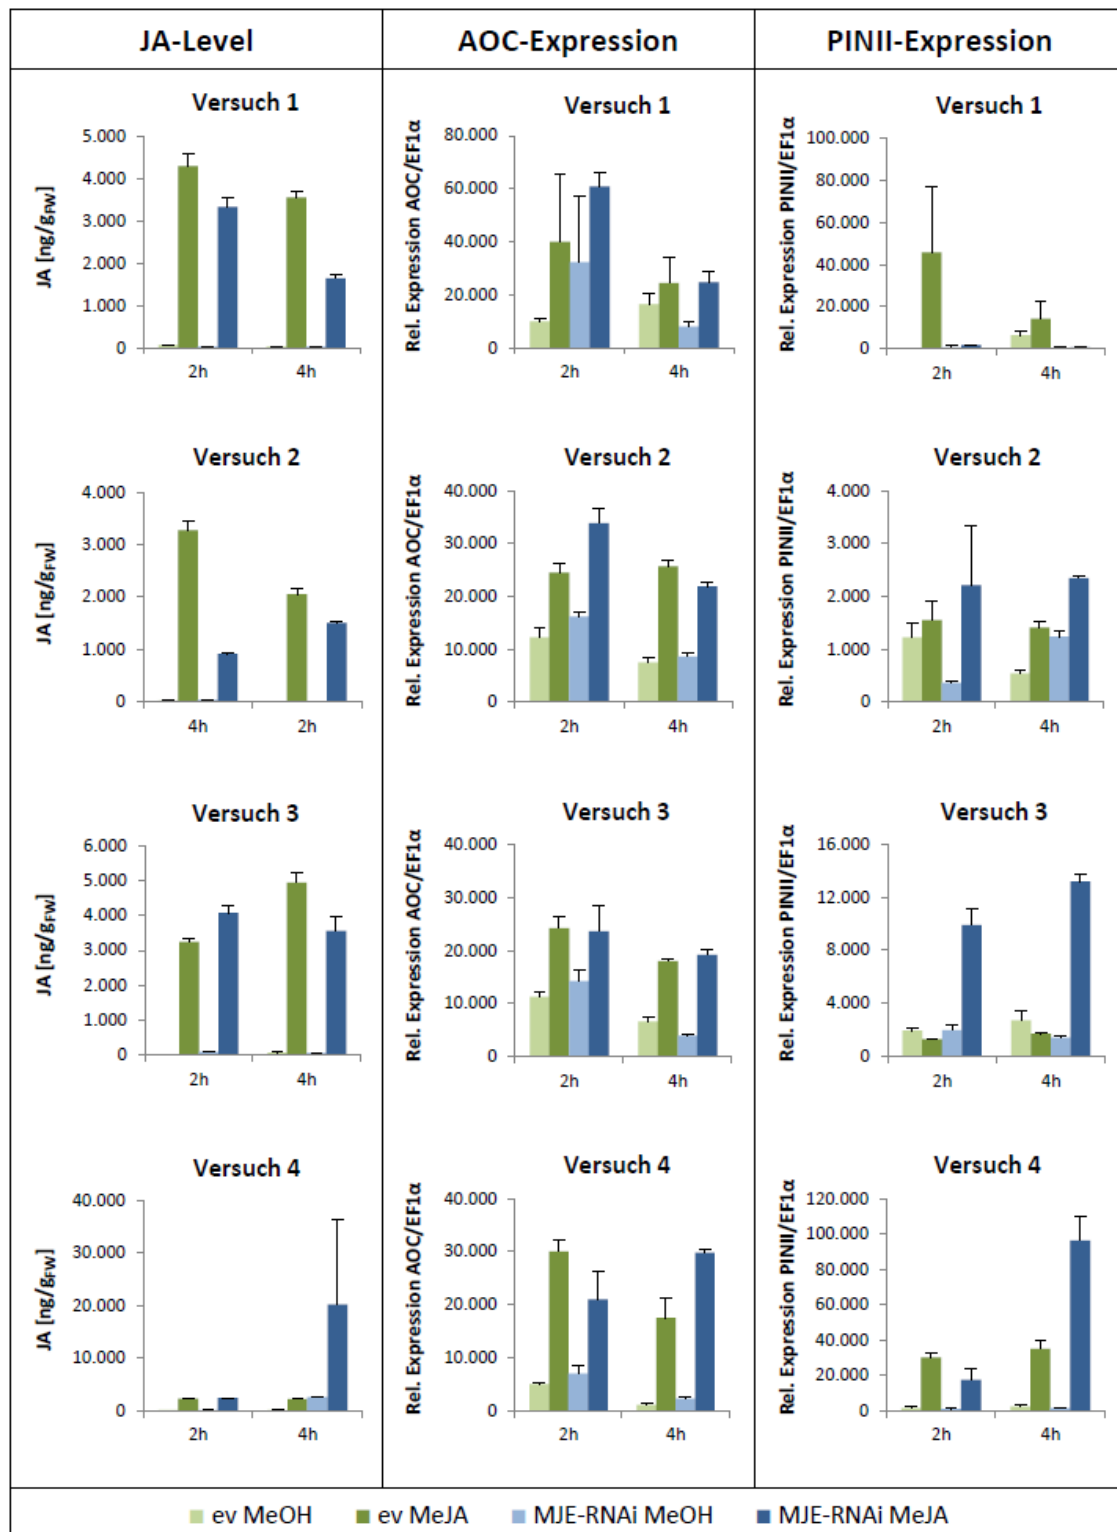 JA-Level AOC-Expression PINII-Expression
Versuch 1
JA [ng/gFW]
5.000
4.000
3.000
2.000
1.000
0
2h 4h
Versuch 1
Rel. Expression AOC/EF1α
80.000
60.000
40.000
20.000
0
2h 4h
Versuch 1
Rel. Expression PINII/EF1α
100.000
80.000
60.000
40.000
20.000
0
2h 4h
Versuch 2
JA [ng/gFW]
4.000
3.000
2.000
1.000
0
4h 2h
Versuch 2
Rel. Expression AOC/EF1α
40.000
30.000
20.000
10.000
0
2h 4h
Versuch 2
Rel. Expression PINII/EF1α
4.000
3.000
2.000
1.000
0
2h 4h
Versuch 3
JA [ng/gFW]
6.000
5.000
4.000
3.000
2.000
1.000
0
2h 4h
Versuch 3
Rel. Expression AOC/EF1α
40.000
30.000
20.000
10.000
0
2h 4h
Versuch 3
Rel. Expression PINII/EF1α
16.000
12.000
8.000
4.000
0
2h 4h
Versuch 4
JA [ng/gFW]
40.000
30.000
20.000
10.000
0
2h 4h
Versuch 4
Rel. Expression AOC/EF1α
40.000
30.000
20.000
10.000
0
2h 4h
Versuch 4
Rel. Expression PINII/EF1α
120.000
100.000
80.000
60.000
40.000
20.000
0
2h 4h
ev MeOH ev MeJA MJE-RNAi MeOH MJE-RNAi MeJA